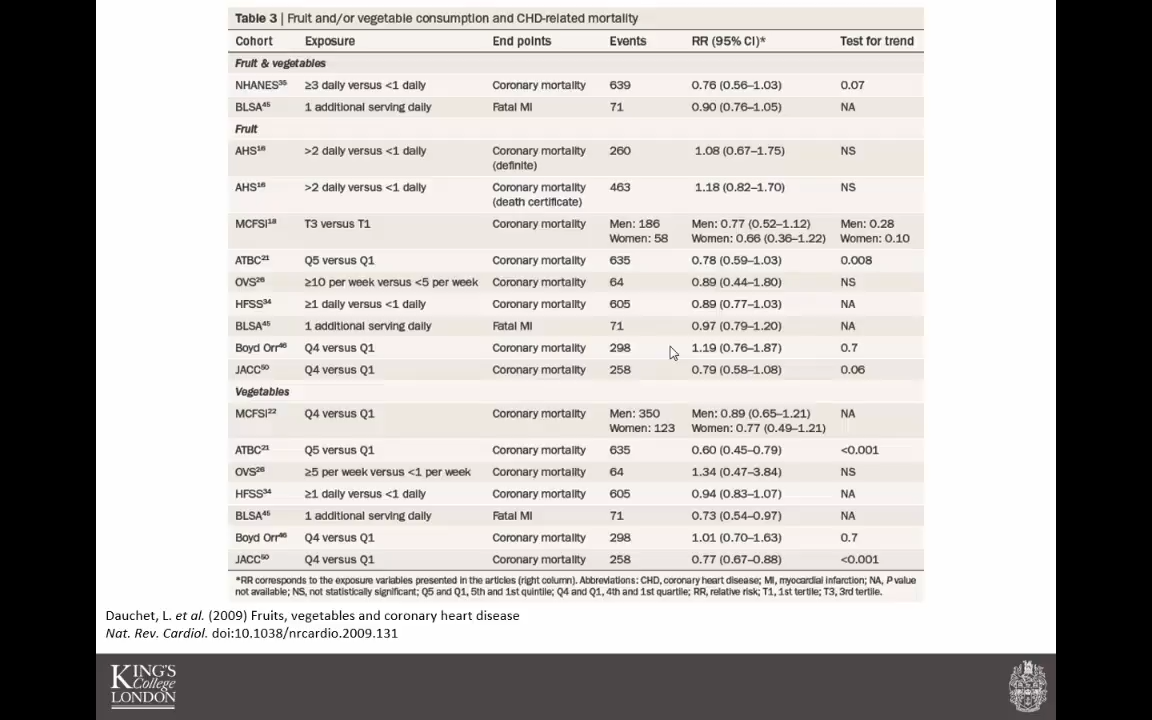 Table 3 | Fruit and/or vegetable consumption and CHD-related mortality
Cohort Exposure End points Events RR (95% CI)* Test for trend
Fruit & vegetables
NHANES³⁵ ≥3 daily versus <1 daily Coronary mortality 639 0.76 (0.56–1.03) 0.07
BLSA⁴⁵ 1 additional serving daily Fatal MI 71 0.90 (0.76–1.05) NA
Fruit
AHS¹⁶ >2 daily versus <1 daily Coronary mortality 260 1.08 (0.67–1.75) NS
(definite)
AHS¹⁶ >2 daily versus <1 daily Coronary mortality 463 1.18 (0.82–1.70) NS
(death certificate)
MCFSI¹⁸ T3 versus T1 Coronary mortality Men: 186 Men: 0.77 (0.52–1.12) Men: 0.28
Women: 58 Women: 0.66 (0.36–1.22) Women: 0.10
ATBC²¹ Q5 versus Q1 Coronary mortality 635 0.78 (0.59–1.03) 0.008
OVS²⁶ ≥10 per week versus <5 per week Coronary mortality 64 0.89 (0.44–1.80) NS
HFSS³⁴ ≥1 daily versus <1 daily Coronary mortality 605 0.89 (0.77–1.03) NA
BLSA⁴⁵ 1 additional serving daily Fatal MI 71 0.97 (0.79–1.20) NA
Boyd Orr⁴⁶ Q4 versus Q1 Coronary mortality 298 1.19 (0.76–1.87) 0.7
JACC⁵⁰ Q4 versus Q1 Coronary mortality 258 0.79 (0.58–1.08) 0.06
Vegetables
MCFSI²² Q4 versus Q1 Coronary mortality Men: 350 Men: 0.89 (0.65–1.21) NA
Women: 123 Women: 0.77 (0.49–1.21)
ATBC²¹ Q5 versus Q1 Coronary mortality 635 0.60 (0.45–0.79) <0.001
OVS²⁶ ≥5 per week versus <1 per week Coronary mortality 64 1.34 (0.47–3.84) NS
HFSS³⁴ ≥1 daily versus <1 daily Coronary mortality 605 0.94 (0.83–1.07) NA
BLSA⁴⁵ 1 additional serving daily Fatal MI 71 0.73 (0.54–0.97) NA
Boyd Orr⁴⁶ Q4 versus Q1 Coronary mortality 298 1.01 (0.70–1.63) 0.7
JACC⁵⁰ Q4 versus Q1 Coronary mortality 258 0.77 (0.67–0.88) <0.001
*RR corresponds to the exposure variables presented in the articles (right column). Abbreviations: CHD, coronary heart disease; MI, myocardial infarction; NA, P value
not available; NS, not statistically significant; Q5 and Q1, 5th and 1st quintile; Q4 and Q1, 4th and 1st quartile; RR, relative risk; T1, 1st tertile; T3, 3rd tertile.
Dauchet, L. et al. (2009) Fruits, vegetables and coronary heart disease
Nat. Rev. Cardiol. doi:10.1038/nrcardio.2009.131
KING'S
College
LONDON